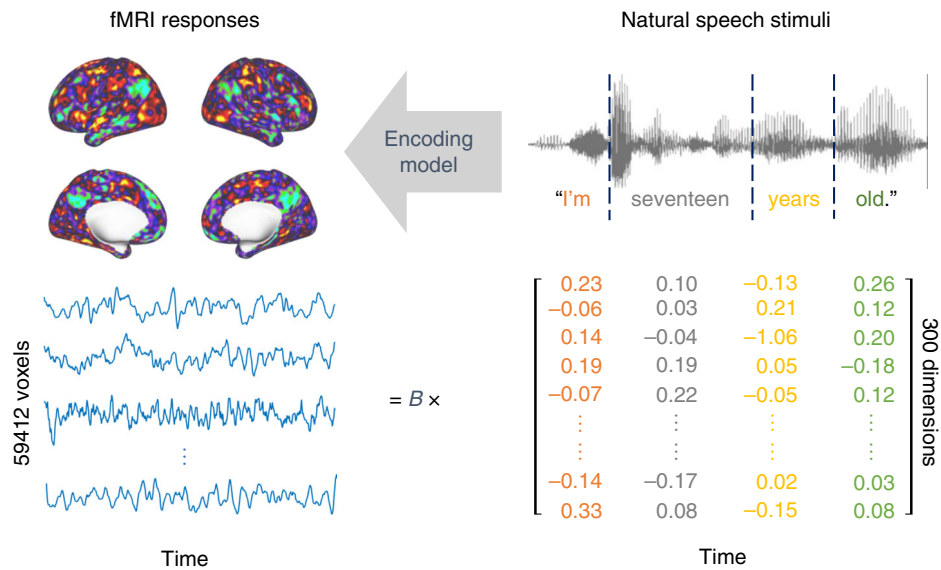 fMRI responses
Natural speech stimuli
Encoding
model
“I’m seventeen years old.”
59412 voxels
= B ×
0.23 0.10 –0.13 0.26
–0.06 0.03 0.21 0.12
0.14 –0.04 –1.06 0.20
0.19 0.19 0.05 –0.18
–0.07 0.22 –0.05 0.12
–0.14 –0.17 0.02 0.03
0.33 0.08 –0.15 0.08
300 dimensions
Time
Time